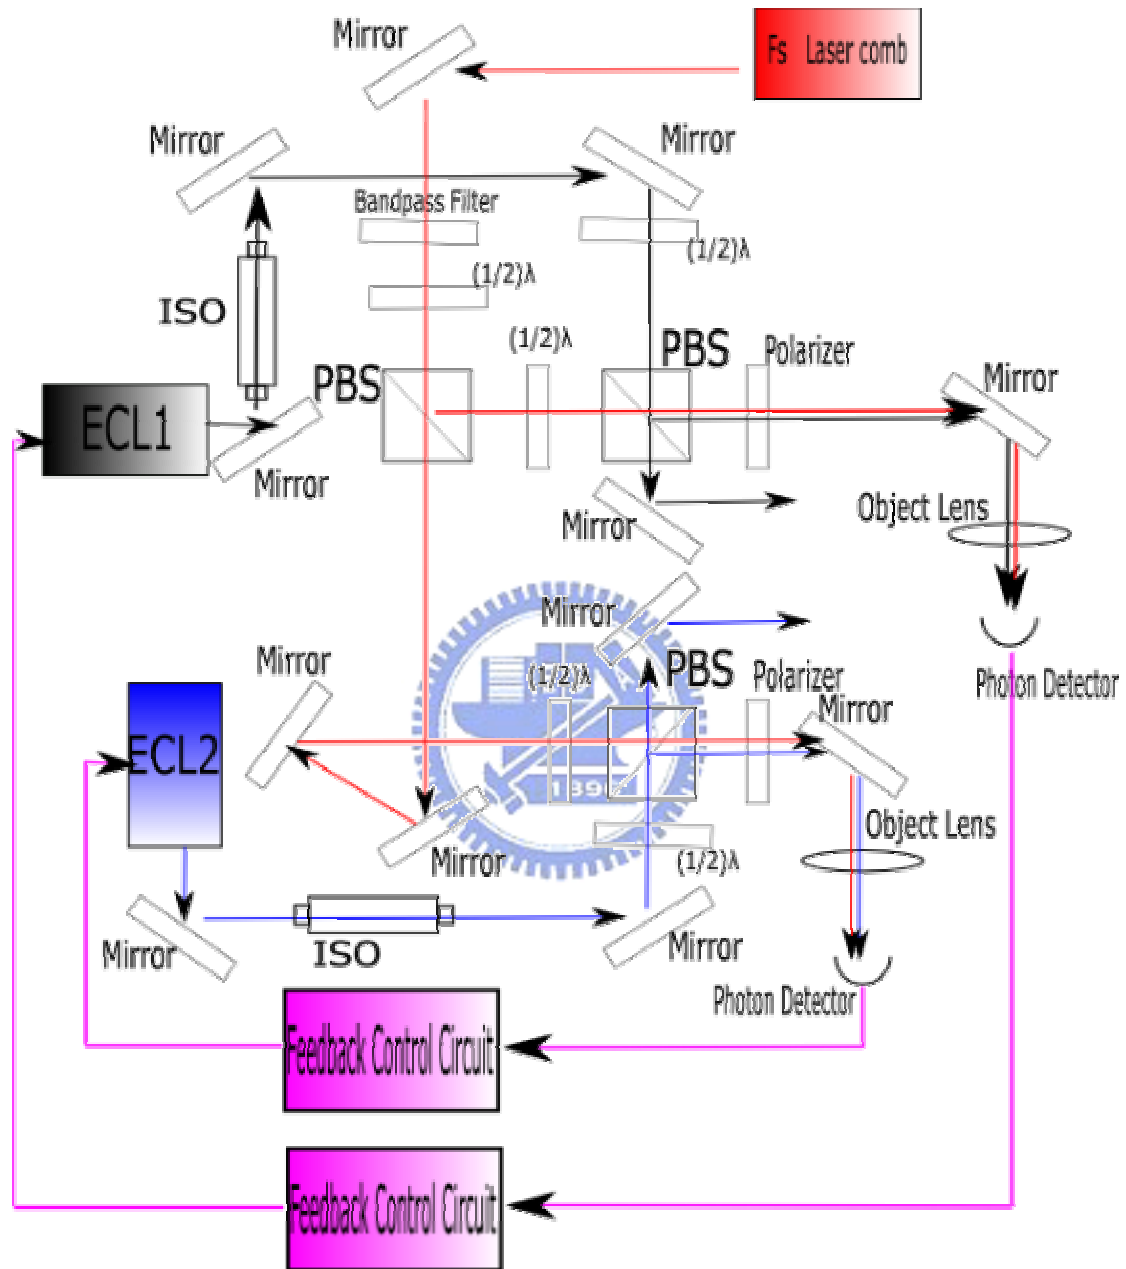 Mirror
Fs Laser comb
Mirror
Mirror
Bandpass Filter
(1/2)λ
(1/2)λ
ISO
(1/2)λ
PBS
PBS
Polarizer
Mirror
ECL1
Mirror
Mirror
Object Lens
Mirror
Mirror
PBS
(1/2)λ
Polarizer
Photon Detector
Mirror
ECL2
1896
Mirror
(1/2)λ
Object Lens
Mirror
ISO
Mirror
Photon Detector
Feedback Control Circuit
Feedback Control Circuit